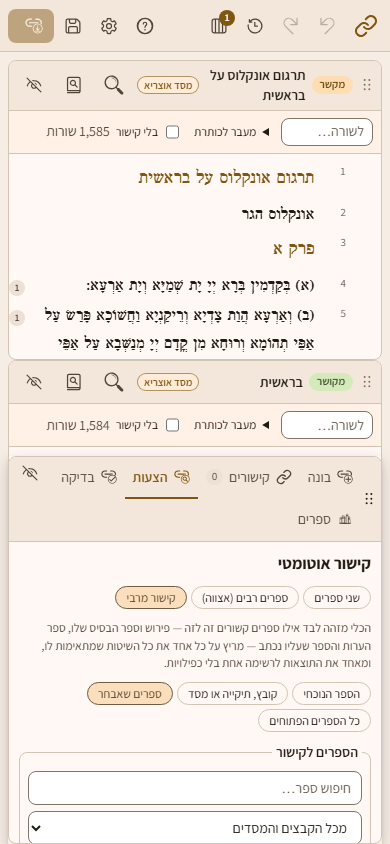 1
מקשר
תרגום אונקלוס על
בראשית
מסד אוצריא
לשורה...
מעבר לכותרת
בלי קישור
1,585 שורות
1
תרגום אונקלוס על בראשית
2
אונקלוס הגר
3
פרק א
4
(א) בְּקַדְמִין בְּרָא יְיָ יָת שְׁמַיָּא וְיָת אַרְעָא:
1
5
(ב) וְאַרְעָא הֲוַת צָדְיָא וְרֵיקַנְיָא וַחֲשׁוֹכָא פָּרֵשׂ עַל
1
אַפֵּי תְהוֹמָא וְרוּחָא מִן קֳדָם יְיָ מְנַשְּׁבָא עַל אַפֵּי
מקושר
בראשית
מסד אוצריא
לשורה...
מעבר לכותרת
בלי קישור
1,584 שורות
בונה
קישורים
0
הצעות
בדיקה
ספרים
קישור אוטומטי
שני ספרים
ספרים רבים (אצווה)
קישור מרבי
הכלי מזהה לבד אילו ספרים קשורים זה לזה — פירוש וספר הבסיס שלו, ספר
הערות והספר שעליו נכתב — מריץ על כל אחד את כל השיטות שמתאימות לו,
ומאחד את התוצאות לרשימה אחת בלי כפילויות.
הספר הנוכחי
קובץ, תיקייה או מסד
ספרים שאבחר
כל הספרים הפתוחים
הספרים לקישור
חיפוש ספר...
מכל הקבצים והמסדים